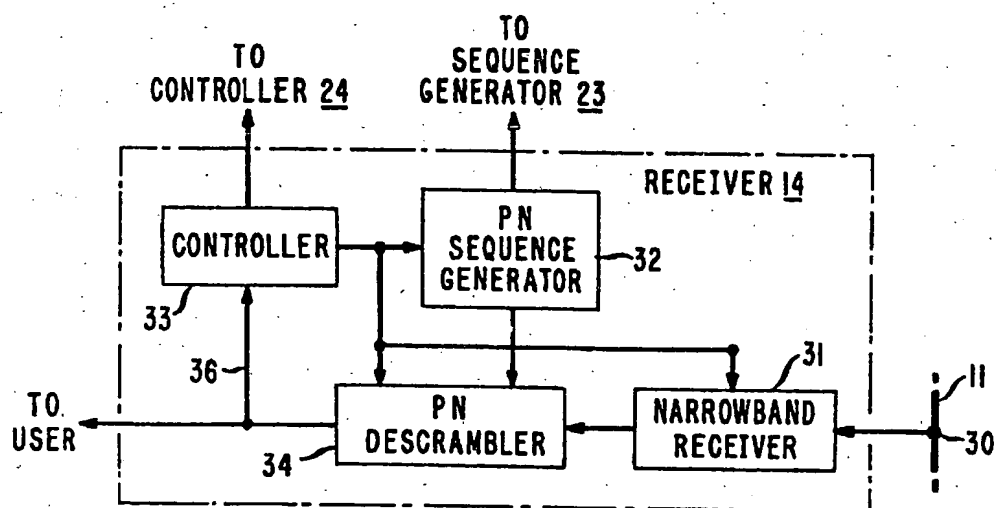 TO
CONTROLLER 24
TO
SEQUENCE
GENERATOR 23
RECEIVER 14
CONTROLLER
33
PN
SEQUENCE
GENERATOR
32
36
31
11
TO
USER
PN
DESCRAMBLER
34
NARROWBAND
RECEIVER
30